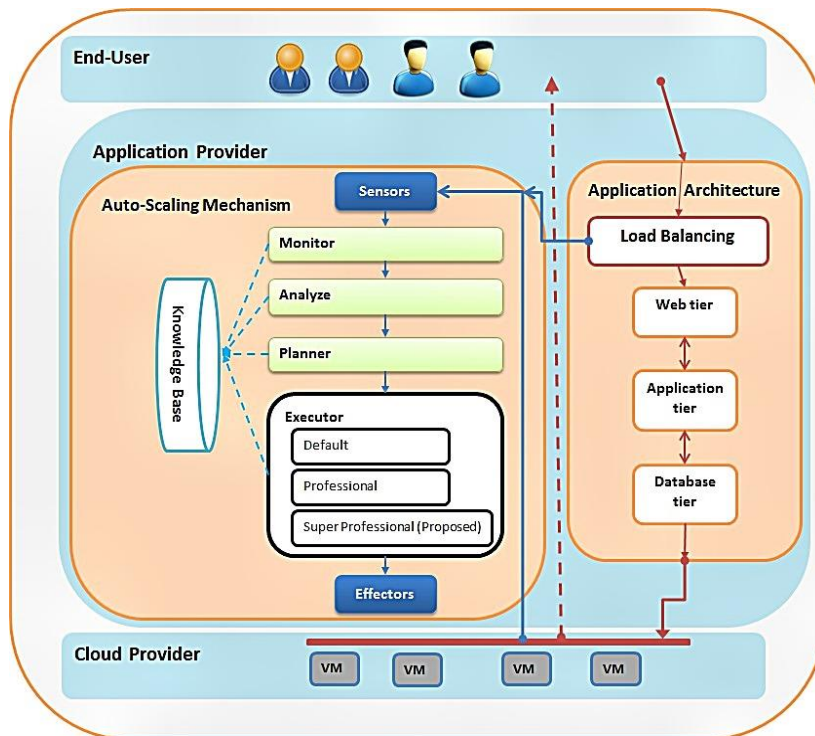 End-User
Application Provider
Auto-Scaling Mechanism
Sensors
Monitor
Analyze
Planner
Knowledge Base
Executor
Default
Professional
Super Professional (Proposed)
Effectors
Application Architecture
Load Balancing
Web tier
Application
tier
Database
tier
Cloud Provider
VM
VM
VM
VM